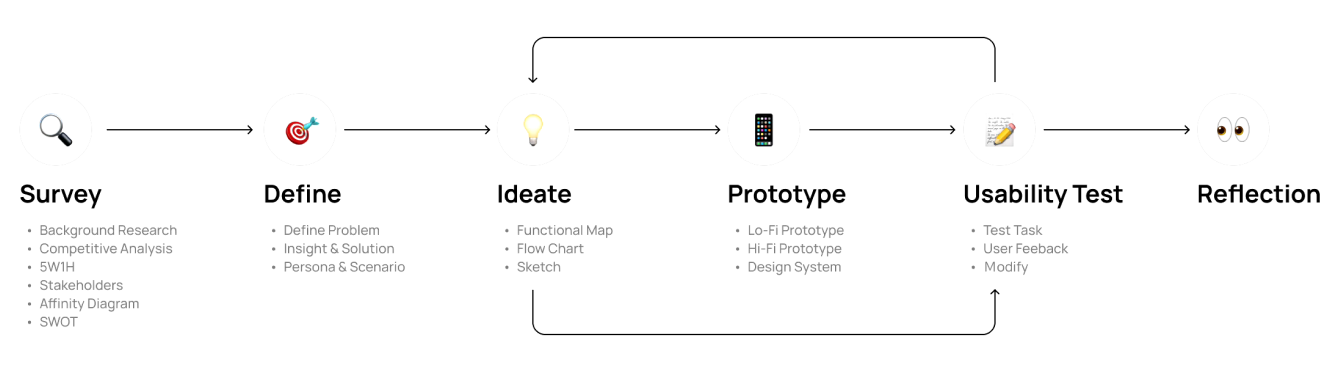 Survey
• Background Research
• Competitive Analysis
• 5W1H
• Stakeholders
• Affinity Diagram
• SWOT
Define
• Define Problem
• Insight & Solution
• Persona & Scenario
Ideate
• Functional Map
• Flow Chart
• Sketch
Prototype
• Lo-Fi Prototype
• Hi-Fi Prototype
• Design System
Usability Test
• Test Task
• User Feeback
• Modify
Reflection